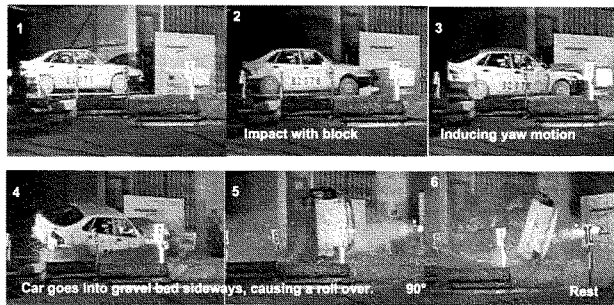 1
2
3
Impact with block
Inducing yaw motion
4
5
6
Car goes into gravel bed sideways, causing a roll over.
90°
Rest